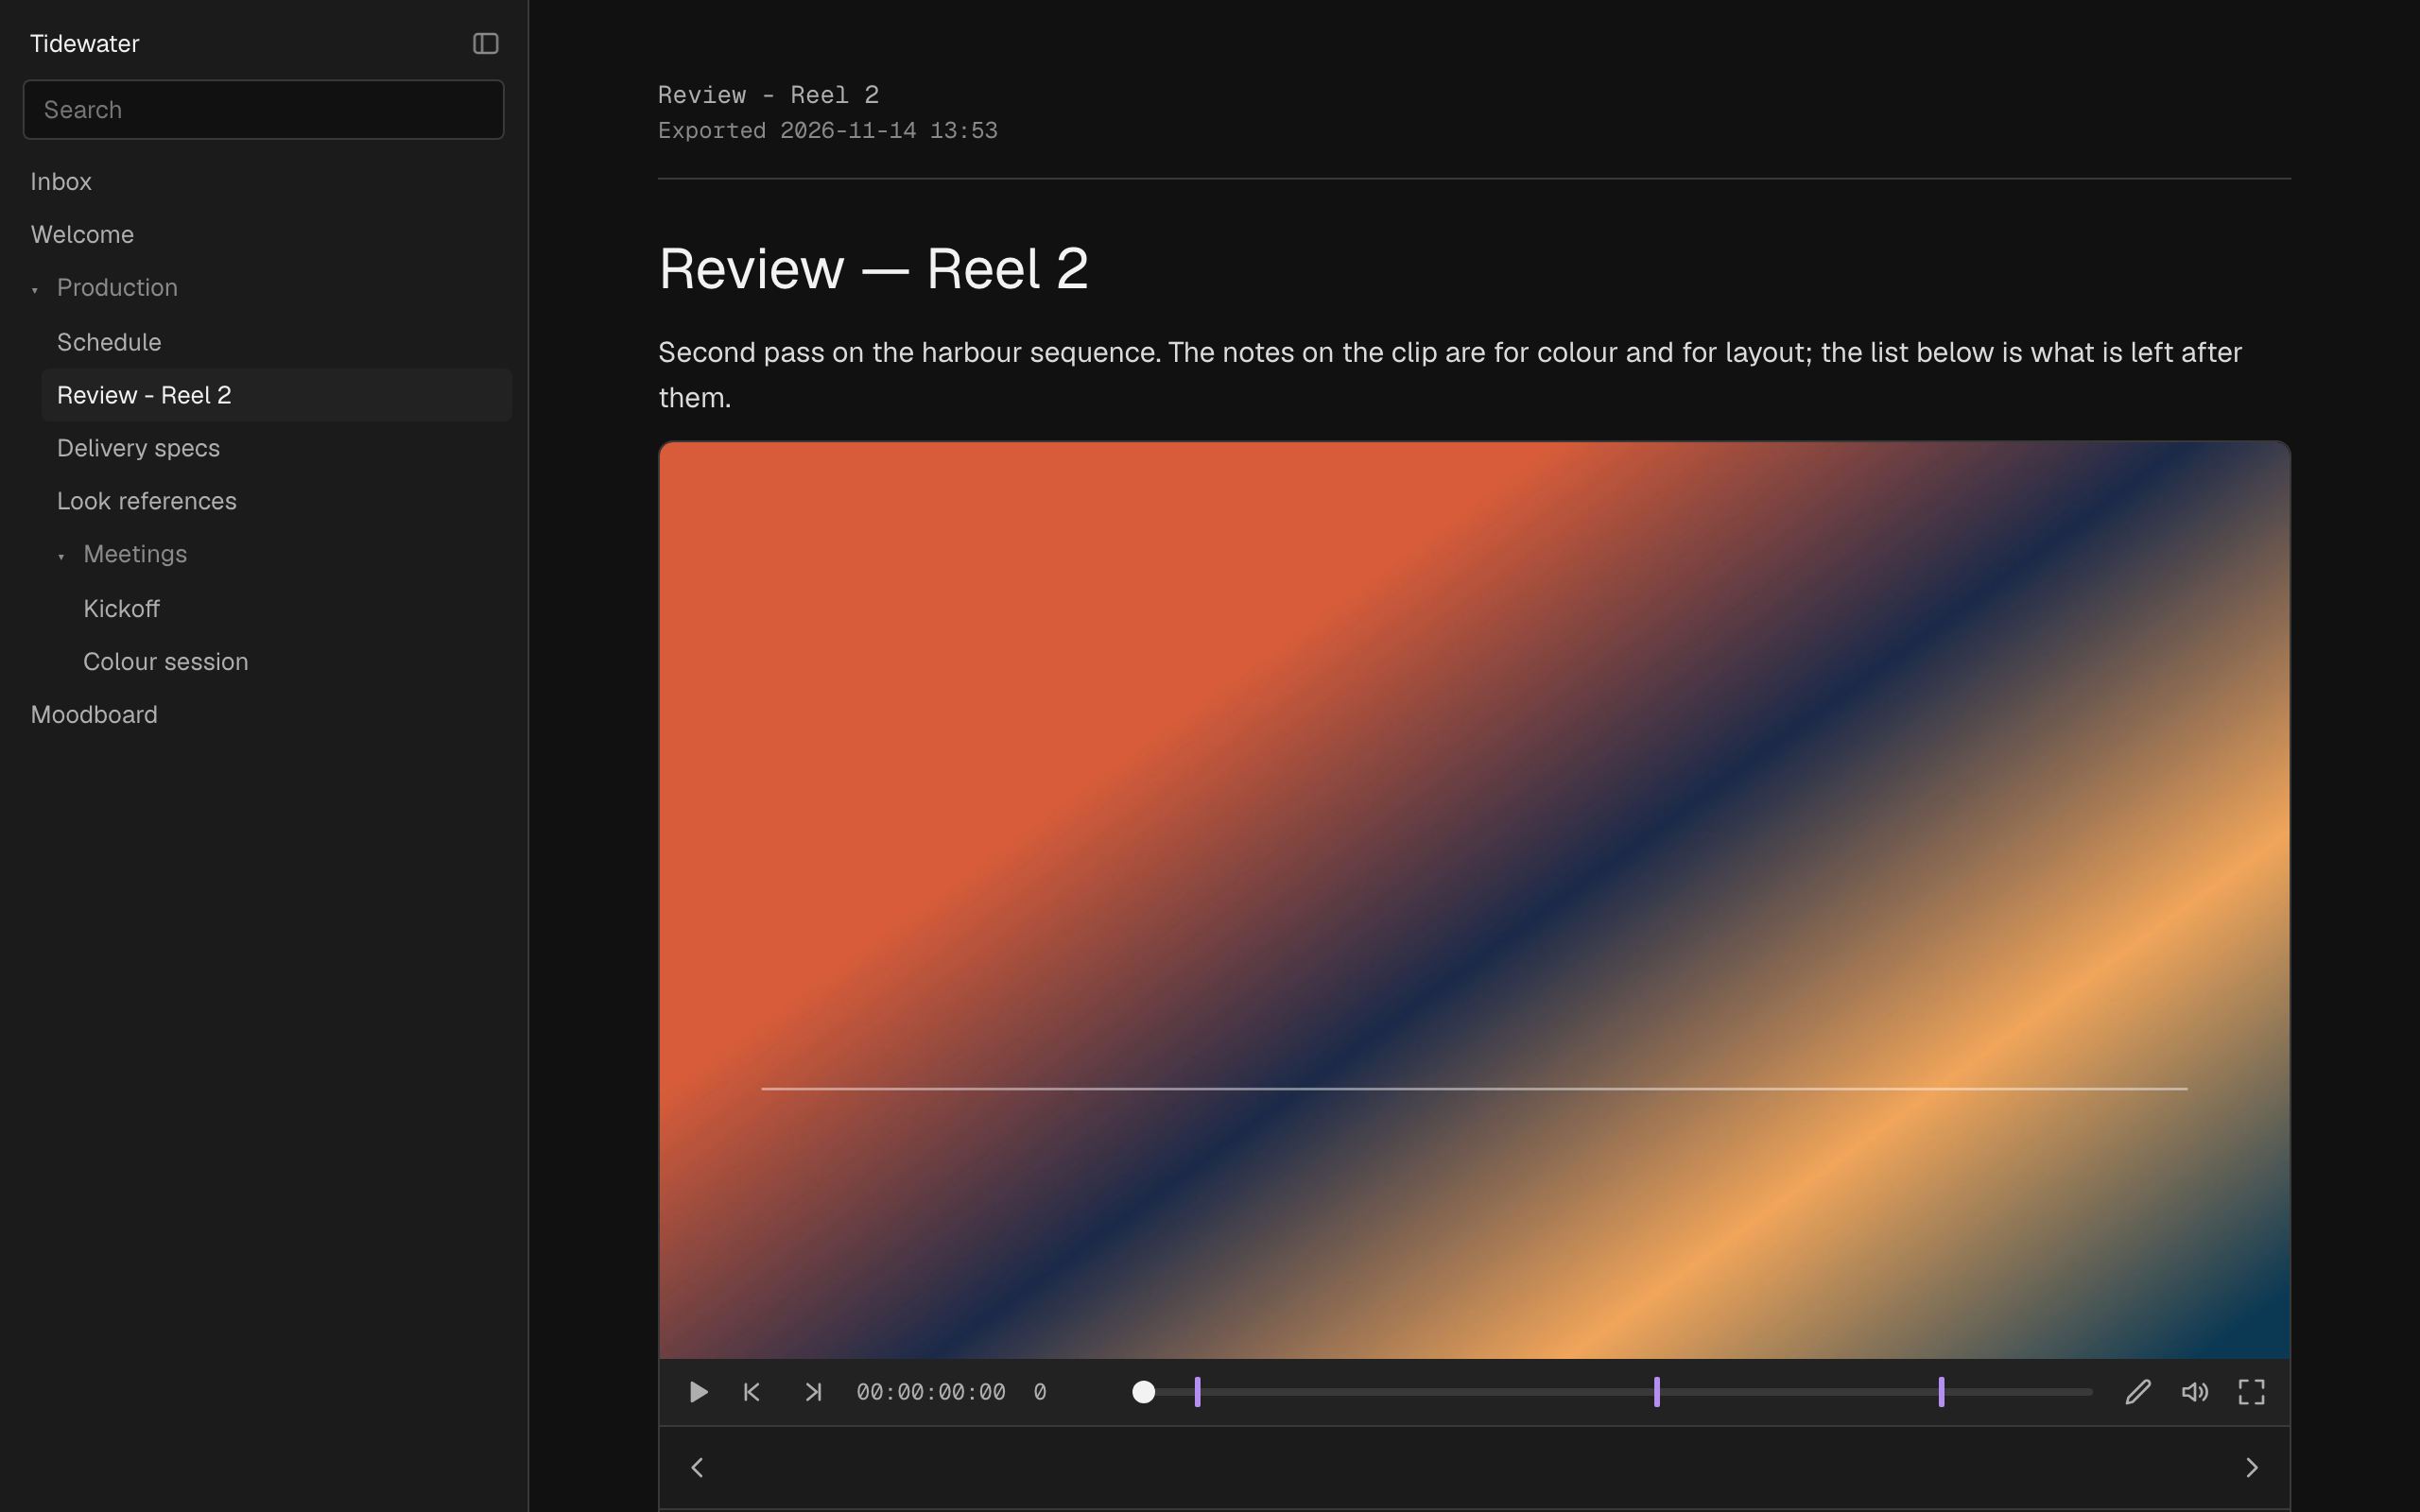 Tidewater
Search
Inbox
Welcome
Production
Schedule
Review - Reel 2
Delivery specs
Look references
Meetings
Kickoff
Colour session
Moodboard
Review - Reel 2
Exported 2026-11-14 13:53
Review — Reel 2
Second pass on the harbour sequence. The notes on the clip are for colour and for layout; the list below is what is left after
them.
00:00:00:00 0